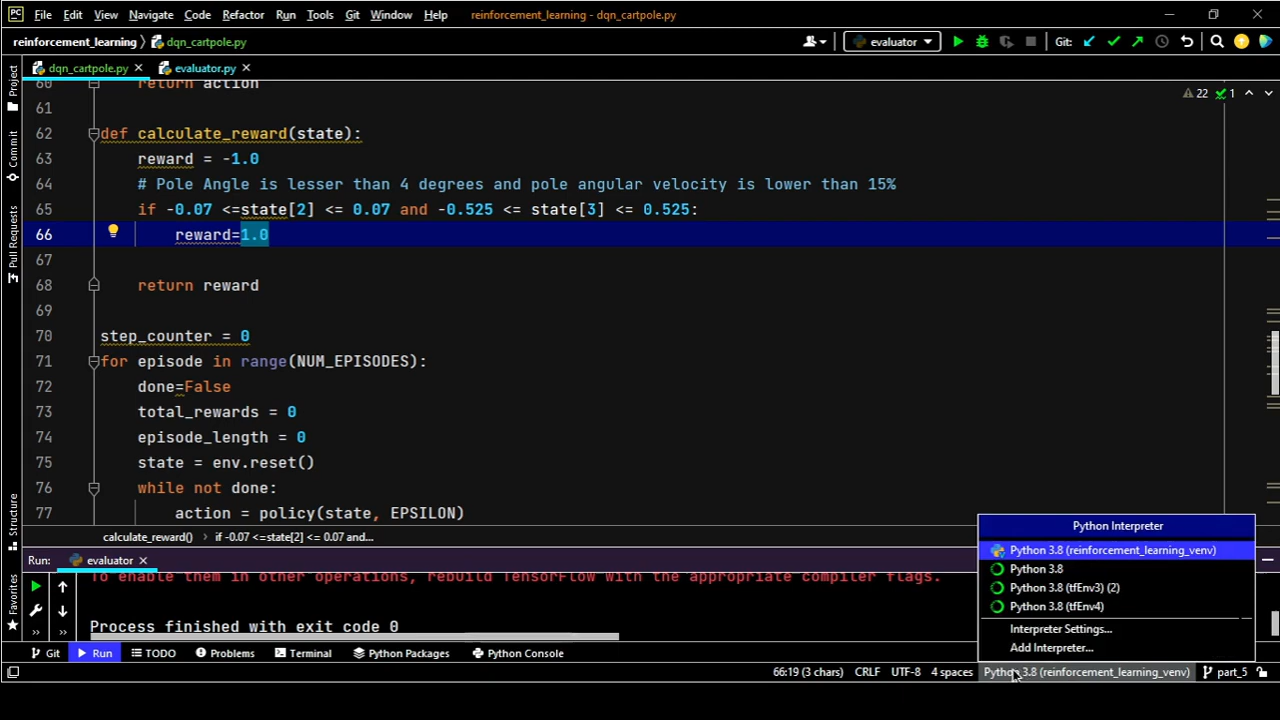 PC File Edit View Navigate Code Refactor Run Tools Git Window Help reinforcement_learning - dqn_cartpole.py
reinforcement_learning dqn_cartpole.py evaluator Git:
dqn_cartpole.py evaluator.py
60 return action
22 1
61
62 def calculate_reward(state):
63 reward = -1.0
64 # Pole Angle is lesser than 4 degrees and pole angular velocity is lower than 15%
65 if -0.07 <=state[2] <= 0.07 and -0.525 <= state[3] <= 0.525:
66 reward=1.0
67
68 return reward
69
70 step_counter = 0
71 for episode in range(NUM_EPISODES):
72 done=False
73 total_rewards = 0
74 episode_length = 0
75 state = env.reset()
76 while not done:
77 action = policy(state, EPSILON)
Project
Commit
Pull Requests
Structure
Favorites
calculate_reward() › if -0.07 <=state[2] <= 0.07 and...
Run: evaluator
To enable them in other operations, rebuild TensorFlow with the appropriate compiler flags.
Process finished with exit code 0
Python Interpreter
Python 3.8 (reinforcement_learning_venv)
Python 3.8
Python 3.8 (tfEnv3) (2)
Python 3.8 (tfEnv4)
Interpreter Settings...
Add Interpreter...
Git Run TODO Problems Terminal Python Packages Python Console
66:19 (3 chars) CRLF UTF-8 4 spaces Python 3.8 (reinforcement_learning_venv) part_5